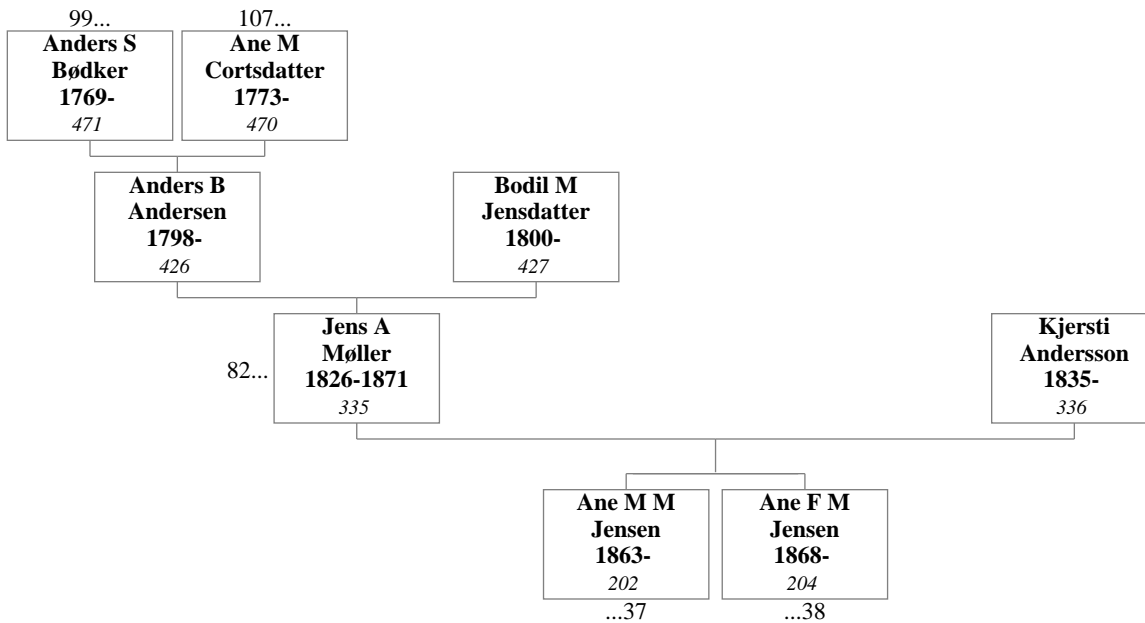 99...
Anders S
Bødker
1769-
471
107...
Ane M
Cortsdatter
1773-
470
Anders B
Andersen
1798-
426
Bodil M
Jensdatter
1800-
427
82...
Jens A
Møller
1826-1871
335
Kjersti
Andersson
1835-
336
Ane M M
Jensen
1863-
202
...37
Ane F M
Jensen
1868-
204
...38